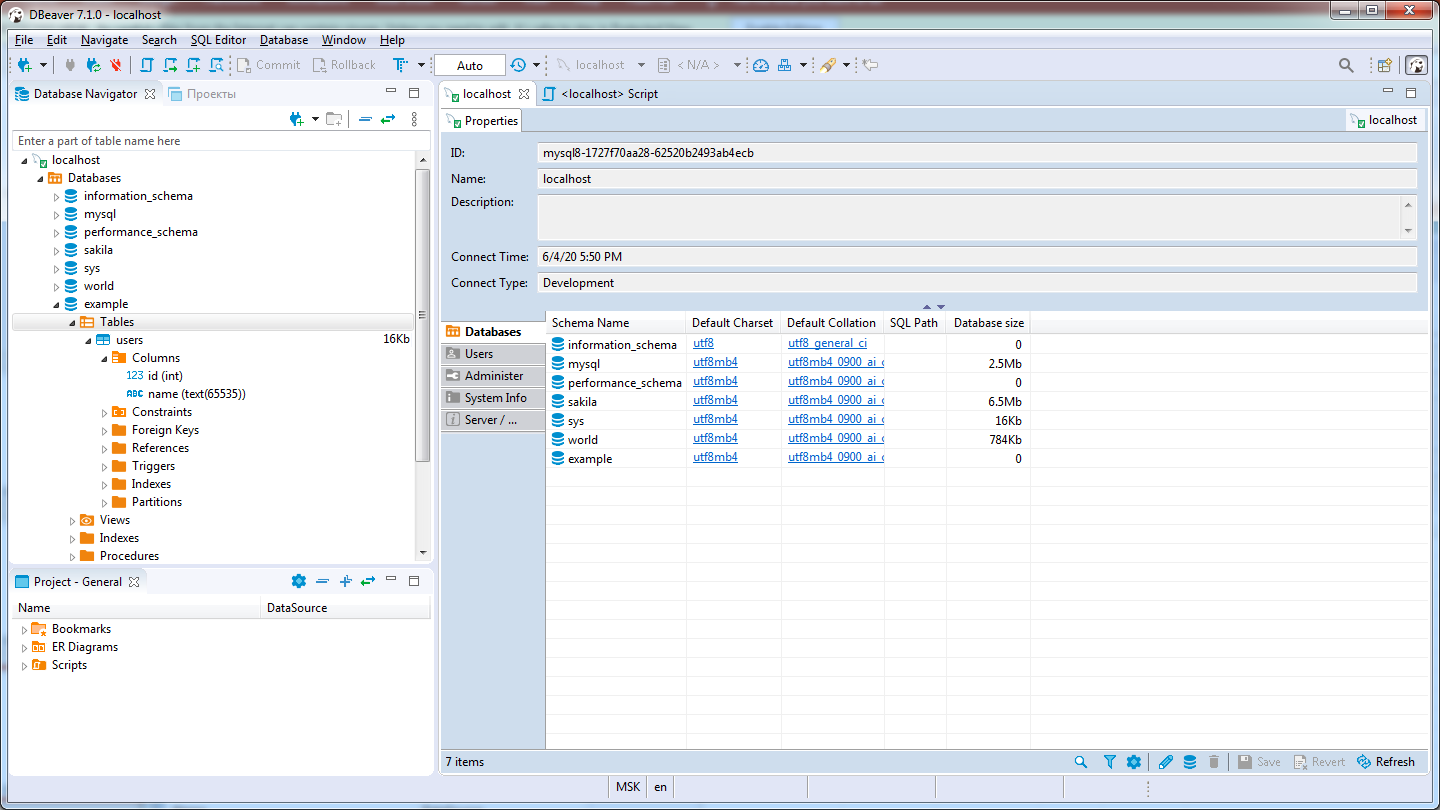 DBeaver 7.1.0 - localhost
File Edit Navigate Search SQL Editor Database Window Help
Commit Rollback Auto localhost < N/A >
Database Navigator Проекты
Enter a part of table name here
localhost
Databases
information_schema
mysql
performance_schema
sakila
sys
world
example
Tables
users 16Kb
Columns
123 id (int)
ABC name (text(65535))
Constraints
Foreign Keys
References
Triggers
Indexes
Partitions
Views
Indexes
Procedures
Project - General
Name DataSource
Bookmarks
ER Diagrams
Scripts
localhost <localhost> Script
Properties localhost
ID: mysql8-1727f70aa28-62520b2493ab4ecb
Name: localhost
Description:
Connect Time: 6/4/20 5:50 PM
Connect Type: Development
Databases
Users
Administer
System Info
Server / ...
Schema Name Default Charset Default Collation SQL Path Database size
information_schema utf8 utf8_general_ci 0
mysql utf8mb4 utf8mb4_0900_ai_c 2.5Mb
performance_schema utf8mb4 utf8mb4_0900_ai_c 0
sakila utf8mb4 utf8mb4_0900_ai_c 6.5Mb
sys utf8mb4 utf8mb4_0900_ai_c 16Kb
world utf8mb4 utf8mb4_0900_ai_c 784Kb
example utf8mb4 utf8mb4_0900_ai_c 0
7 items Save Revert Refresh
MSK en